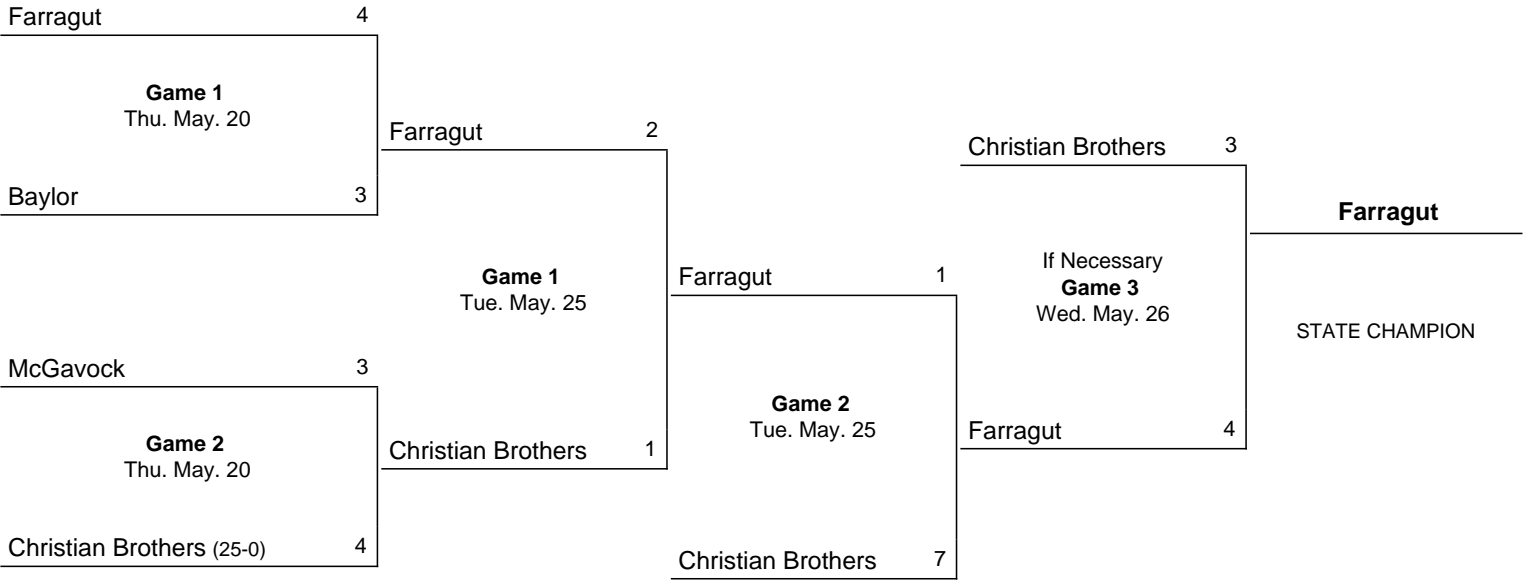 Farragut 4
Game 1
Thu. May. 20
Baylor 3
McGavock 3
Game 2
Thu. May. 20
Christian Brothers (25-0) 4
Farragut 2
Game 1
Tue. May. 25
Christian Brothers 1
Farragut 1
Game 2
Tue. May. 25
Christian Brothers 7
Christian Brothers 3
If Necessary
Game 3
Wed. May. 26
Farragut 4
Farragut
STATE CHAMPION